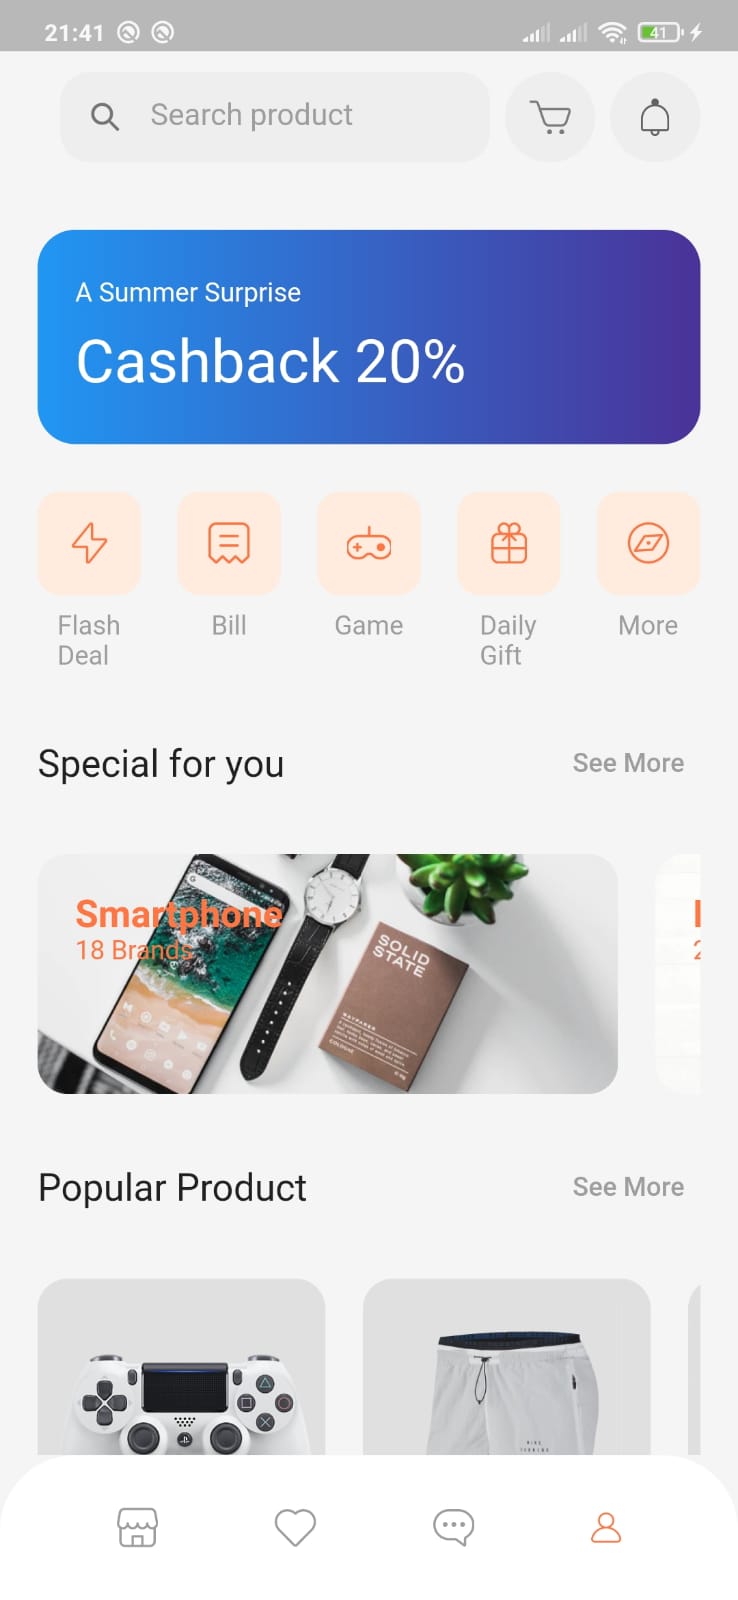 21:41
41
Search product
A Summer Surprise
Cashback 20%
Flash
Deal
Bill
Game
Daily
Gift
More
Special for you
See More
Smartphone
18 Brands
SOLID
STATE
COLOGNE
Popular Product
See More